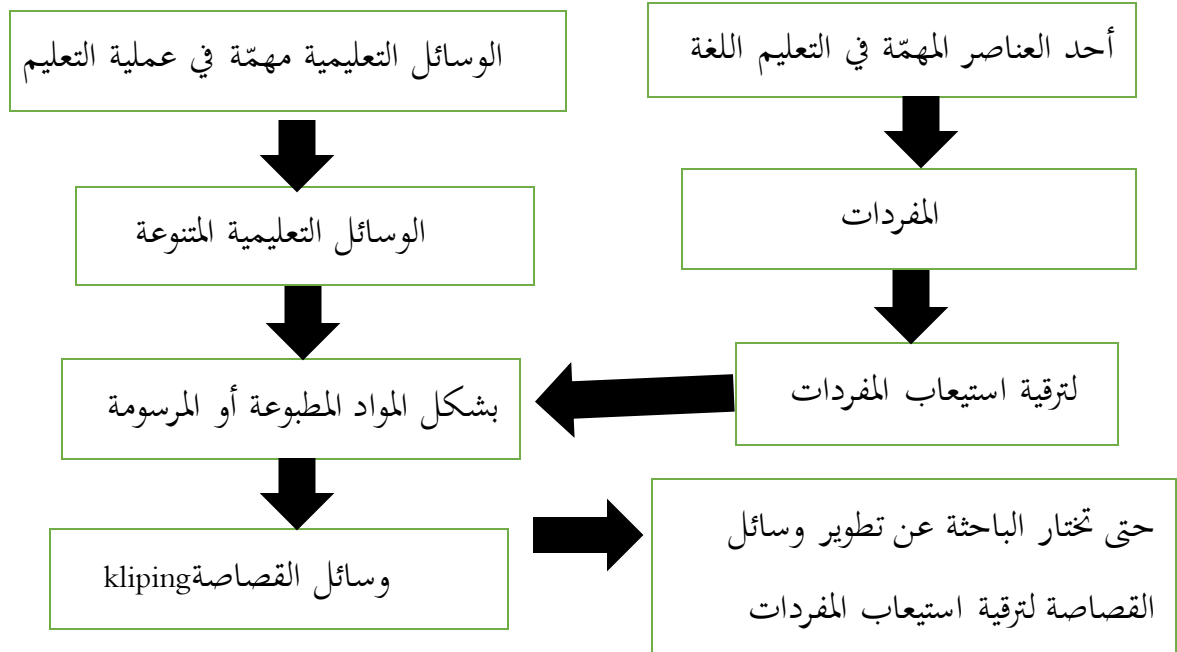 أحد العناصر المهمّة في التعليم اللغة
الوسائل التعليمية مهمّة في عملية التعليم
المفردات
الوسائل التعليمية المتنوعة
لترقية استيعاب المفردات
بشكل المواد المطبوعة أو المرسومة
وسائل القصاصةkliping
حتى تختار الباحثة عن تطوير وسائل
القصاصة لترقية استيعاب المفردات